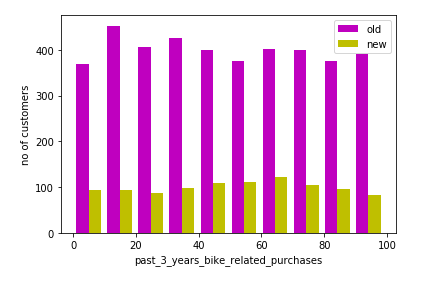 old
new
400
300
200
100
0
no of customers
0 20 40 60 80 100
past_3_years_bike_related_purchases